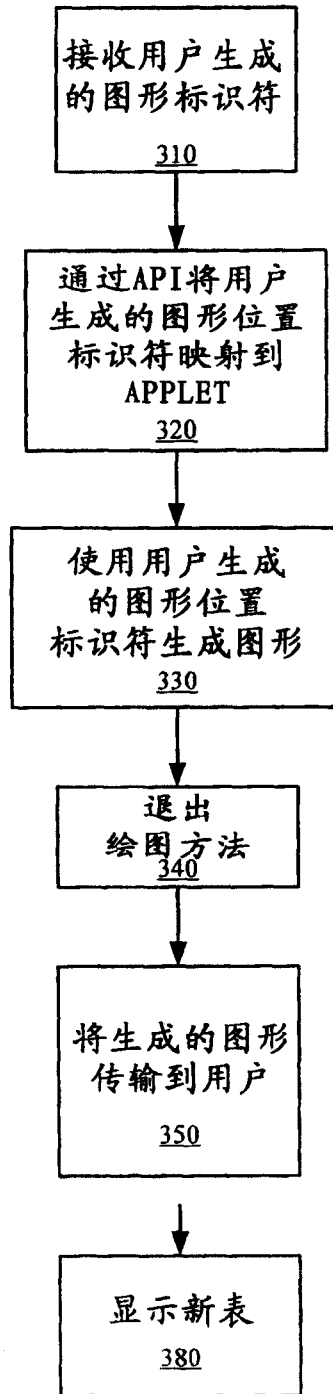 接收用户生成
的图形标识符
310
通过API将用户
生成的图形位置
标识符映射到
APPLET
320
使用用户生成
的图形位置
标识符生成图形
330
退出
绘图方法
340
将生成的图形
传输到用户
350
显示新表
380